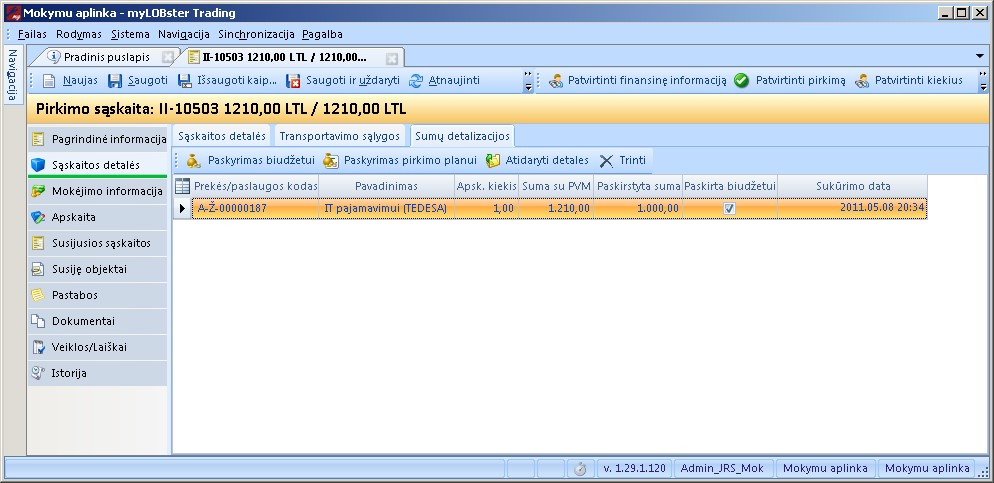 Mokymu aplinka - myLOBster Trading
Failas Rodymas Sistema Navigacija Sinchronizacija Pagalba
Navigacija
Pradinis puslapis II-10503 1210,00 LTL / 1210,00...
Naujas Saugoti Išsaugoti kaip... Saugoti ir uždaryti Atnaujinti Patvirtinti finansinę informaciją Patvirtinti pirkimą Patvirtinti kiekius
Pirkimo sąskaita: II-10503 1210,00 LTL / 1210,00 LTL
Pagrindinė informacija
Sąskaitos detalės
Mokėjimo informacija
Apskaita
Susijusios sąskaitos
Susiję objektai
Pastabos
Dokumentai
Veiklos/Laiškai
Istorija
Sąskaitos detalės Transportavimo sąlygos Sumų detalizacijos
Paskyrimas biudžetui Paskyrimas pirkimo planui Atidaryti detales Trinti
Prekės/paslaugos kodas Pavadinimas Apsk. kiekis Suma su PVM Paskirstyta suma Paskirta biudžetui Sukūrimo data
A-Ž-00000187 IT pajamavimui (TEDESA) 1,00 1.210,00 1.000,00 2011.05.08 20:34
v. 1.29.1.120 Admin_JRS_Mok Mokymu aplinka Mokymu aplinka